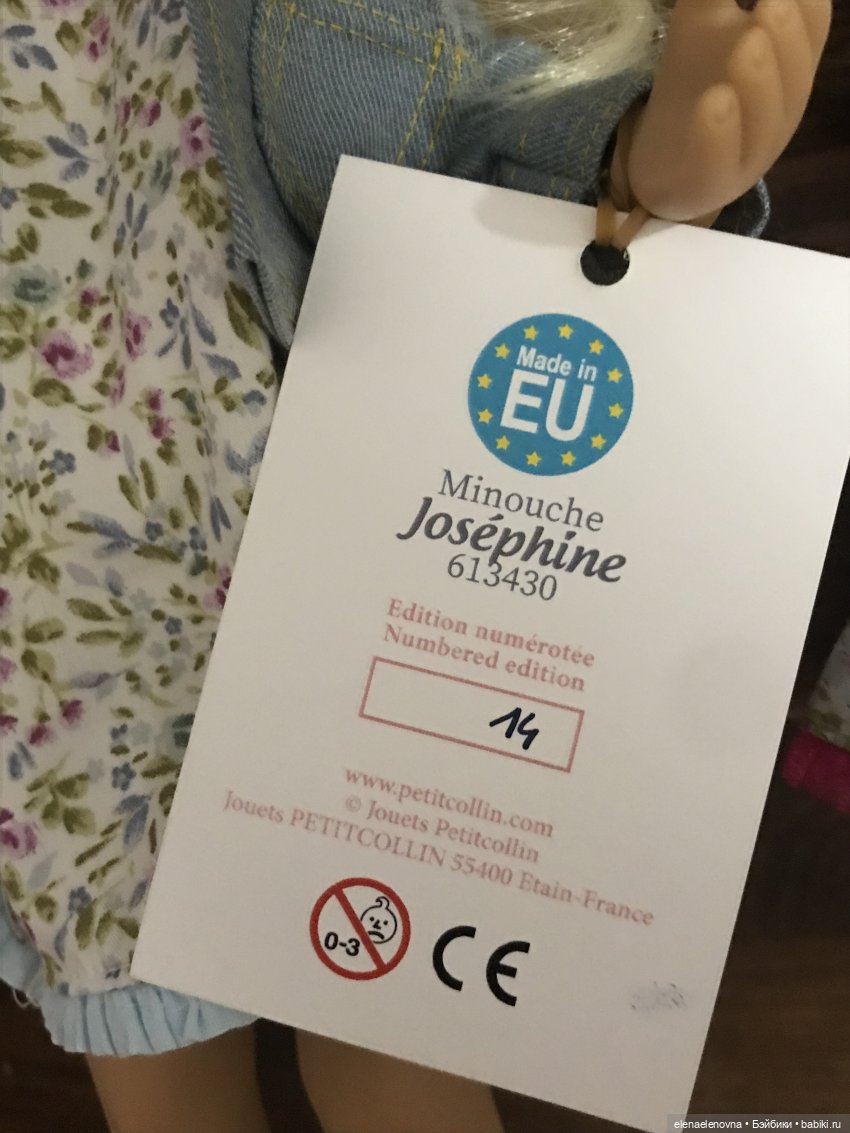 Made in
EU
Minouche
Joséphine
613430
Edition numérotée
Numbered edition
14
www.petitcollin.com
© Jouets Petitcollin
Jouets PETITCOLLIN 55400 Etain-France
0-3
CE
elenaelenovna • Бэйбики • babiki.ru